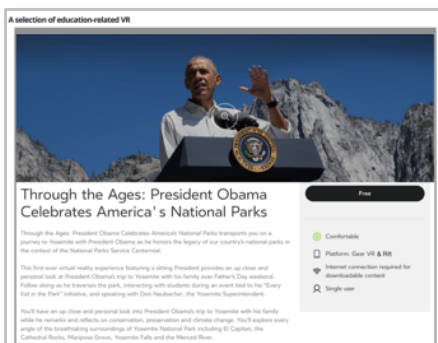 A selection of education-related VR
Through the Ages: President Obama
Celebrates America's National Parks
Free
Through the Ages: President Obama Celebrates America's National Parks transports you on a
journey to Yosemite with President Obama as he honors the legacy of our country's national parks in
the context of the National Parks Service Centennial.
This first-ever virtual reality experience featuring a sitting President provides an up close and
personal look at President Obama's trip to Yosemite with his family over Father's Day weekend.
Follow along as he traverses the park, interacting with students during an event tied to his "Every
Kid in the Park" initiative, and speaking with Don Neubacher, the Yosemite Superintendent.
You'll have an up close and personal look into President Obama's trip to Yosemite with his family
while he remarks and reflects on conservation, preservation and climate change. You'll explore every
angle of the breathtaking surroundings of Yosemite National Park including El Capitan, the
Cathedral Rocks, Mariposa Grove, Yosemite Falls and the Merced River.
Comfortable
Platform: Gear VR & Rift
Internet connection required for
downloadable content
Single user